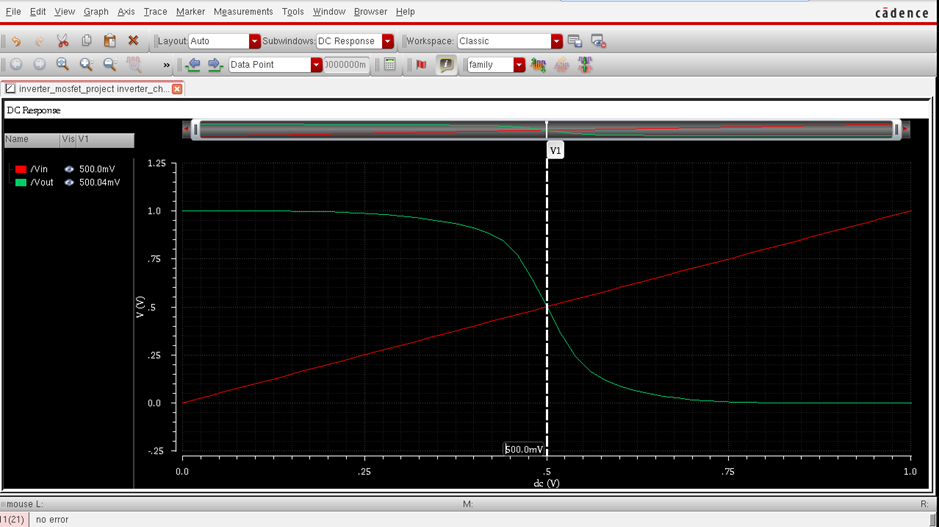 File Edit View Graph Axis Trace Marker Measurements Tools Window Browser Help
cādence
Layout: Auto Subwindows: DC Response Workspace: Classic
» Data Point 0000000m family
inverter_mosfet_project inverter_ch...
DC Response
Name Vis V1
/Vin 500.0mV
/Vout 500.04mV
V1
1.25
1.0
.75
.5
.25
0.0
-.25
V (V)
500.0mV
0.0 .25 .5 .75 1.0
dc (V)
mouse L: M: R:
1(21) no error